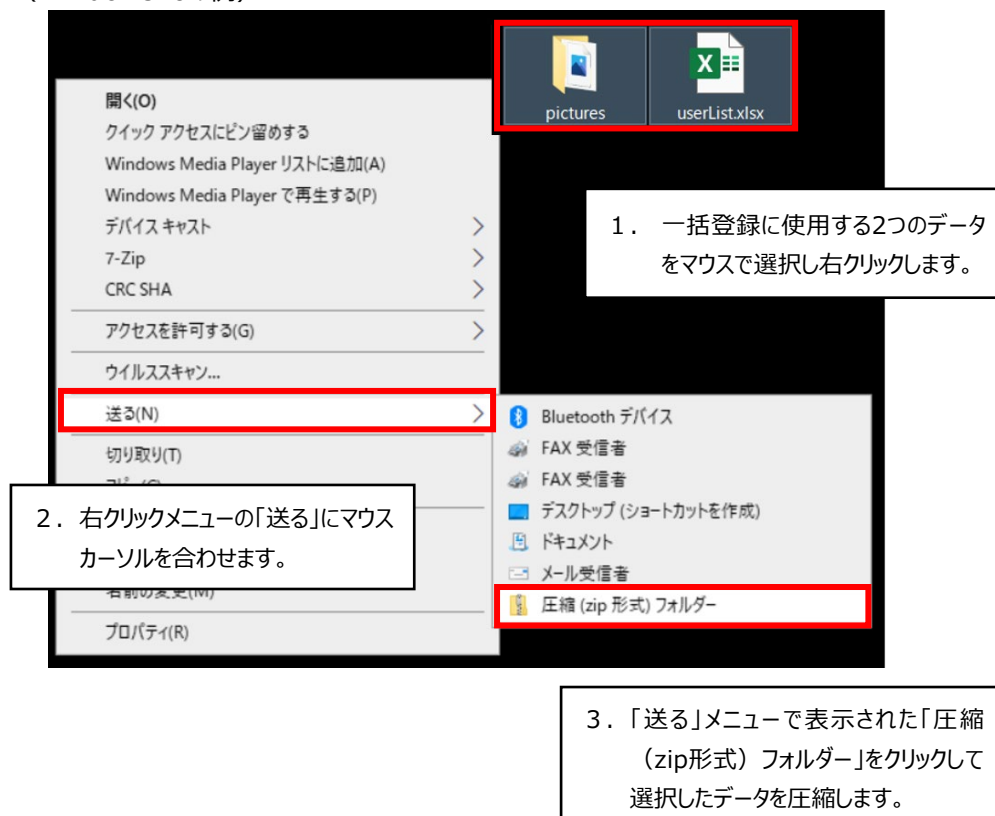 pictures
userList.xlsx
開く(O)
クイック アクセスにピン留めする
Windows Media Player リストに追加(A)
Windows Media Player で再生する(P)
デバイス キャスト
7-Zip
CRC SHA
アクセスを許可する(G)
ウイルススキャン...
送る(N)
切り取り(T)
名前の変更(M)
プロパティ(R)
Bluetooth デバイス
FAX 受信者
FAX 受信者
デスクトップ (ショートカットを作成)
ドキュメント
メール受信者
圧縮 (zip 形式) フォルダー
1. 一括登録に使用する2つのデータ
をマウスで選択し右クリックします。
2. 右クリックメニューの「送る」にマウス
カーソルを合わせます。
3. 「送る」メニューで表示された「圧縮
(zip形式) フォルダー」をクリックして
選択したデータを圧縮します。